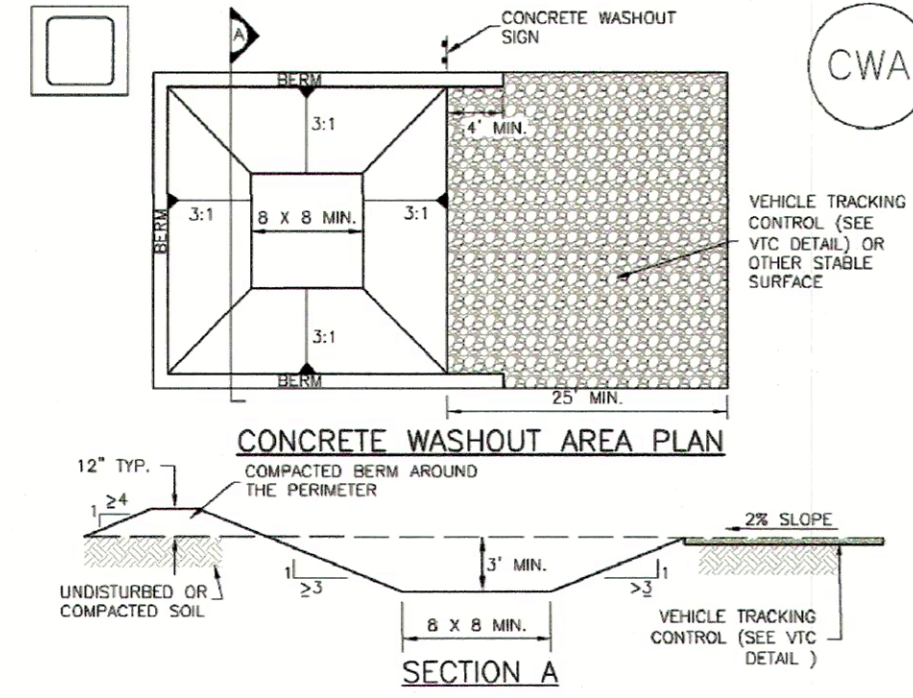 A
CONCRETE WASHOUT
SIGN
CWA
BERM
3:1
4' MIN.
BERM
3:1
8 X 8 MIN.
3:1
VEHICLE TRACKING
CONTROL (SEE
VTC DETAIL) OR
OTHER STABLE
SURFACE
3:1
BERM
25' MIN.
CONCRETE WASHOUT AREA PLAN
12" TYP.
COMPACTED BERM AROUND
THE PERIMETER
1
≥4
2% SLOPE
3' MIN.
1
≥3
>3
1
UNDISTURBED OR
COMPACTED SOIL
8 X 8 MIN.
VEHICLE TRACKING
CONTROL (SEE VTC
DETAIL )
SECTION A